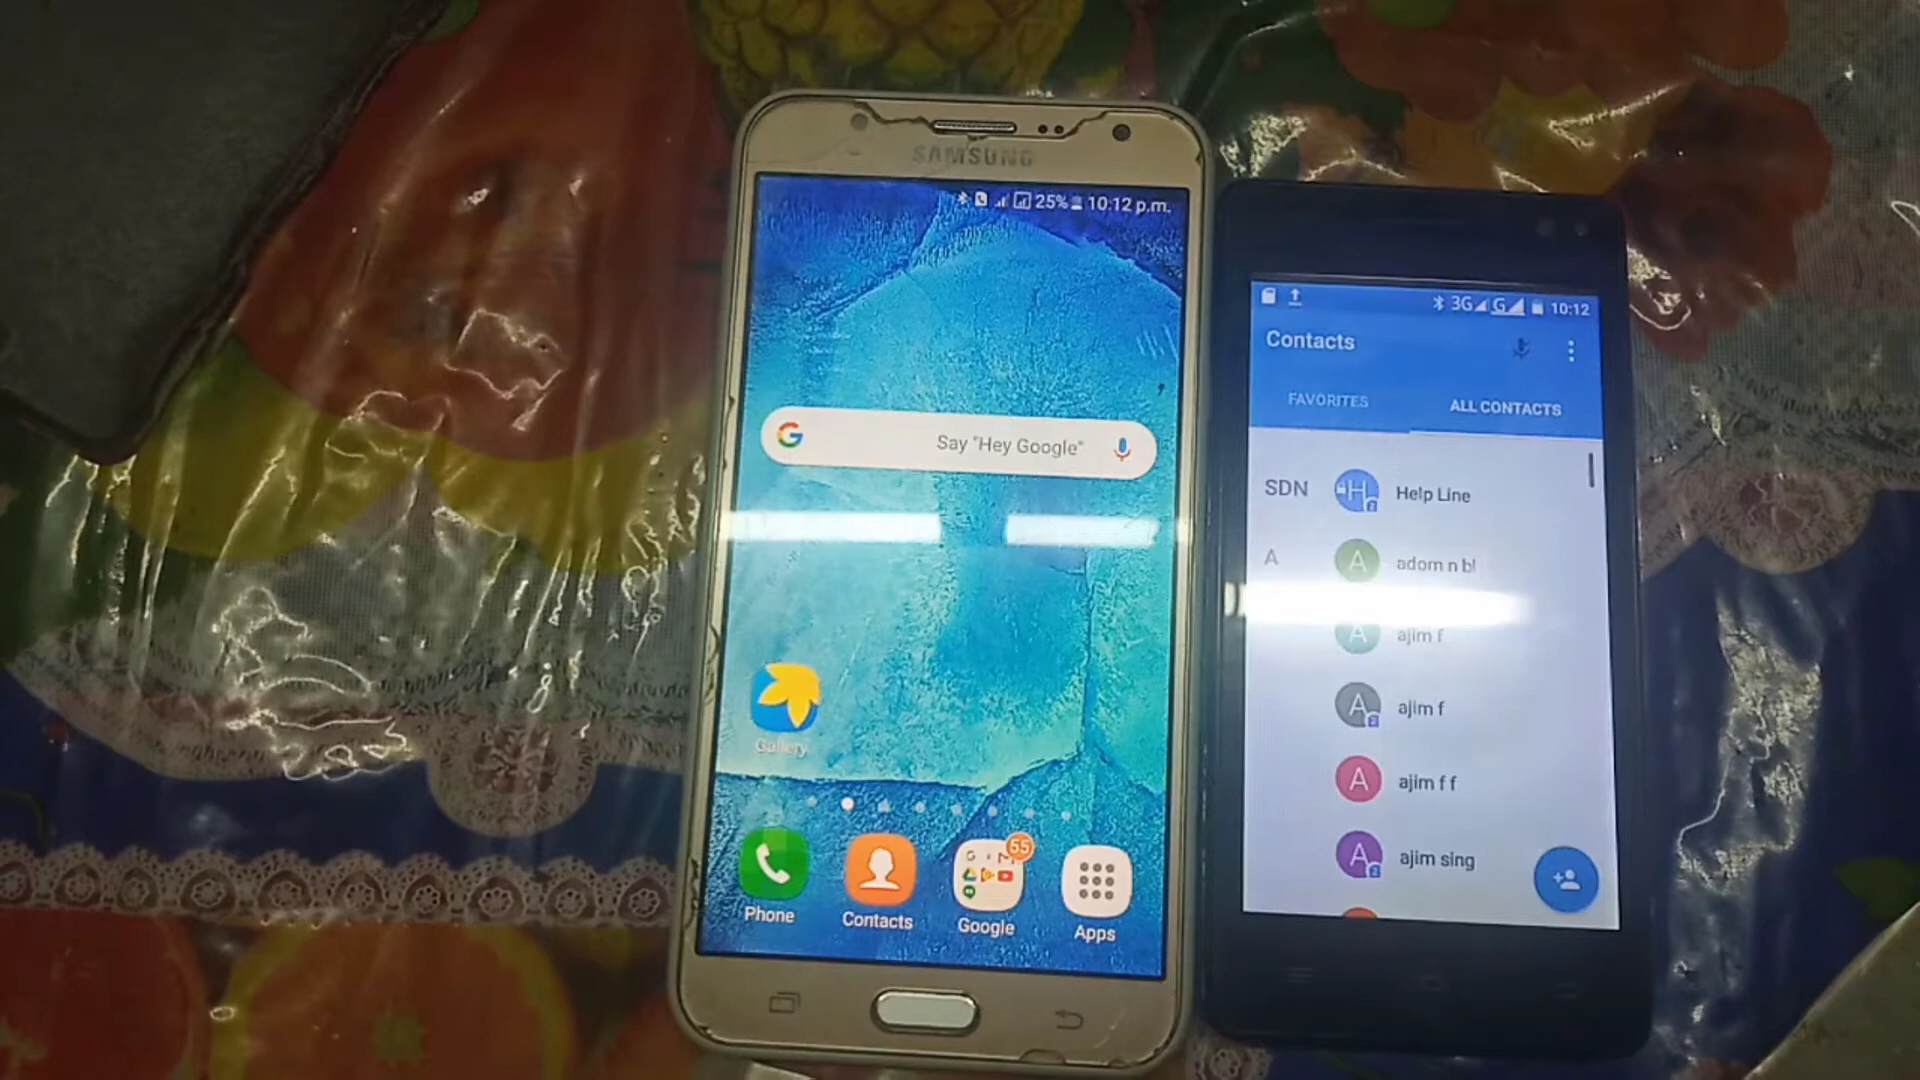 SAMSUNG
25% 10:12 p.m.
Say "Hey Google"
Gallery
55
Phone
Contacts
Google
Apps
3G G 10:12
Contacts
FAVORITES
ALL CONTACTS
SDN
H
Help Line
A
A
adom n bl
A
ajim f
A
ajim f
A
ajim f f
A
ajim sing